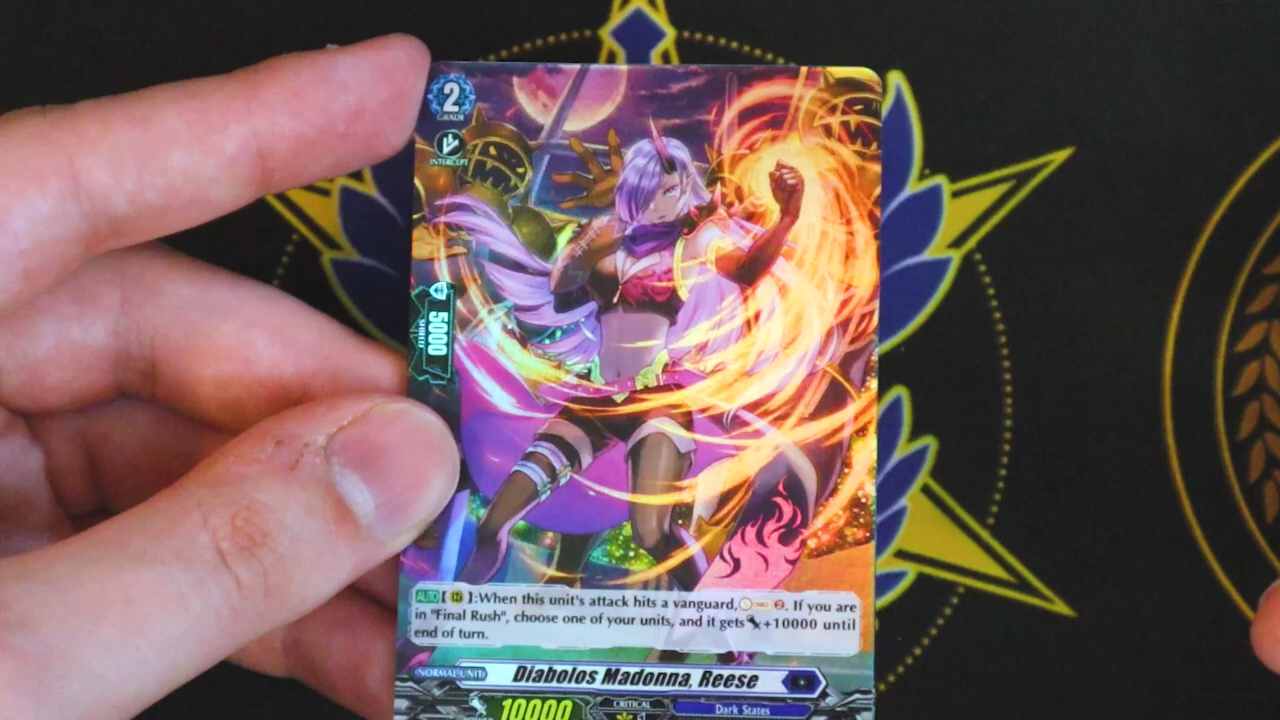 2
GRADE
INTERCEPT
5000
SHIELD
AUTO【 】:When this unit's attack hits a vanguard, 2. If you are
in "Final Rush", choose one of your units, and it gets +10000 until
end of turn.
NORMAL UNIT
Diabolos Madonna, Reese
10000
CRITICAL
Dark States